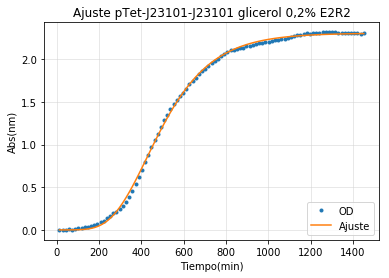 Ajuste pTet-J23101-J23101 glicerol 0,2% E2R2
Abs(nm)
2.0
1.5
1.0
0.5
0.0
OD
Ajuste
0 200 400 600 800 1000 1200 1400
Tiempo(min)